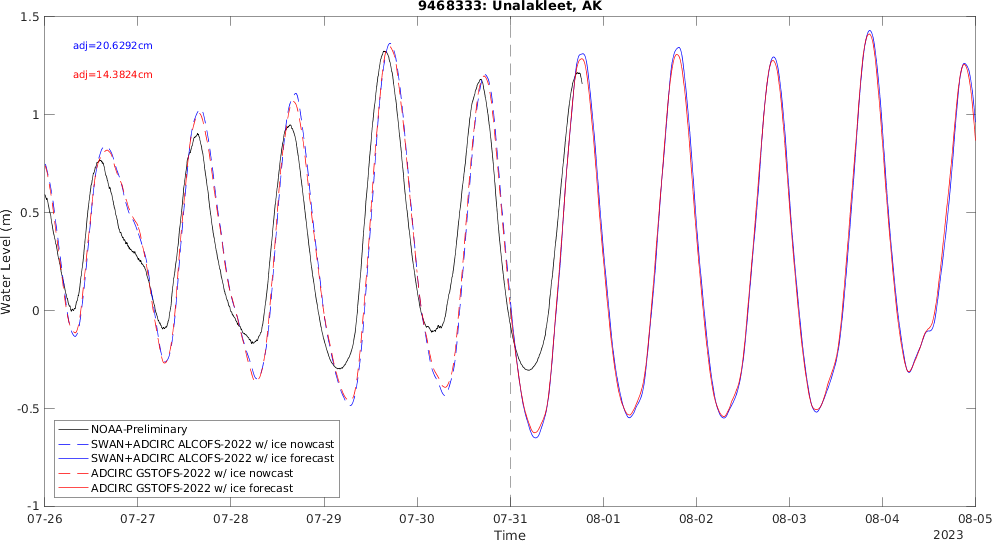 9468333: Unalakleet, AK
adj=20.6292cm
adj=14.3824cm
1.5
1
0.5
0
-0.5
-1
Water Level (m)
NOAA-Preliminary
SWAN+ADCIRC ALCOFS-2022 w/ ice nowcast
SWAN+ADCIRC ALCOFS-2022 w/ ice forecast
ADCIRC GSTOFS-2022 w/ ice nowcast
ADCIRC GSTOFS-2022 w/ ice forecast
07-26 07-27 07-28 07-29 07-30 07-31 08-01 08-02 08-03 08-04 08-05
Time
2023